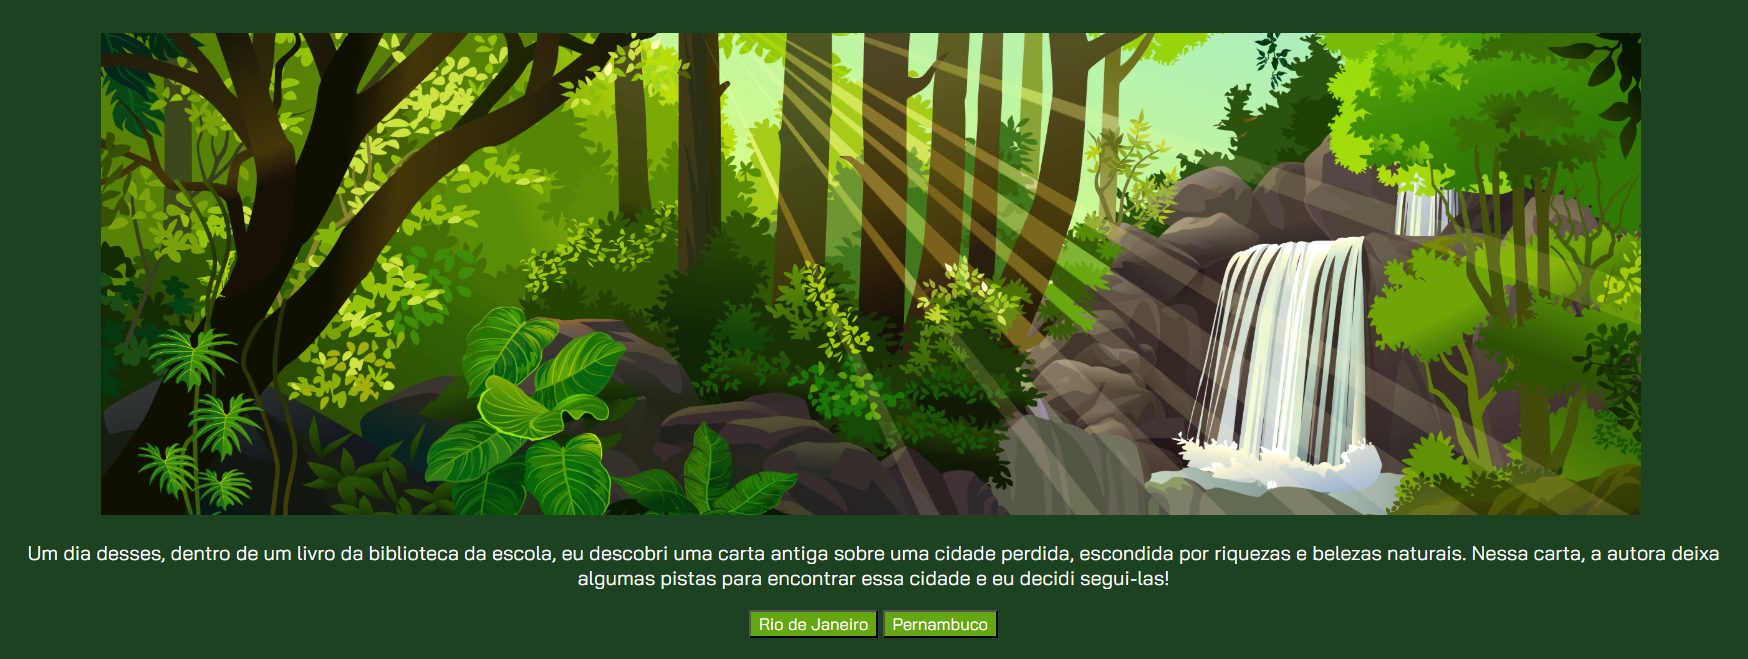 Um dia desses, dentro de um livro da biblioteca da escola, eu descobri uma carta antiga sobre uma cidade perdida, escondida por riquezas e belezas naturais. Nessa carta, a autora deixa
algumas pistas para encontrar essa cidade e eu decidi segui-las!
Rio de Janeiro Pernambuco